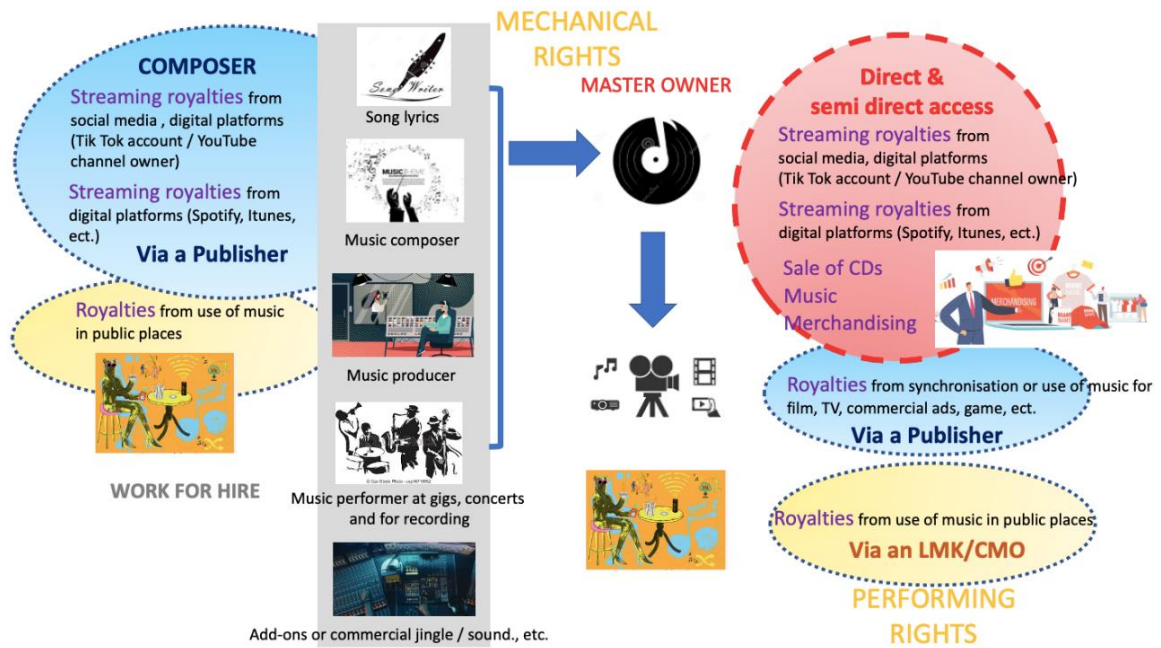 MECHANICAL
RIGHTS
COMPOSER
Streaming royalties from
social media , digital platforms
(Tik Tok account / YouTube
channel owner)
Streaming royalties from
digital platforms (Spotify, Itunes,
ect.)
Via a Publisher
Royalties from use of music
in public places
WORK FOR HIRE
Song Writer
Song lyrics
MUSIC THEME
Music composer
Music producer
Music performer at gigs, concerts
and for recording
Add-ons or commercial jingle / sound., etc.
MASTER OWNER
Direct &
semi direct access
Streaming royalties from
social media, digital platforms
(Tik Tok account / YouTube channel owner)
Streaming royalties from
digital platforms (Spotify, Itunes, ect.)
Sale of CDs
Music
Merchandising
MERCHANDISING
Royalties from synchronisation or use of music for
film, TV, commercial ads, game, ect.
Via a Publisher
Royalties from use of music in public places
Via an LMK/CMO
PERFORMING
RIGHTS